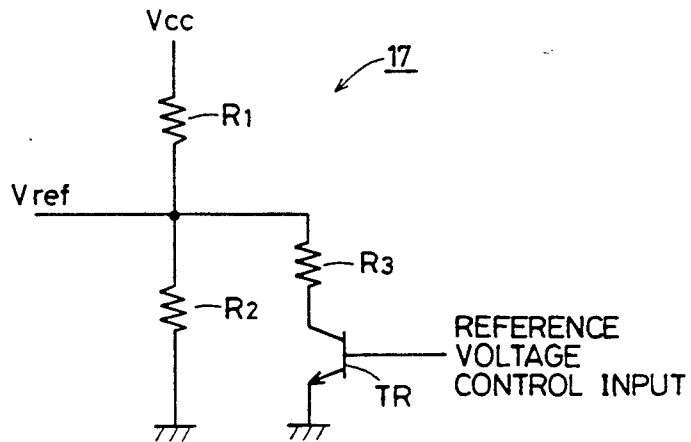 Vcc
17
R1
Vref
R3
R2
REFERENCE
VOLTAGE
CONTROL INPUT
TR